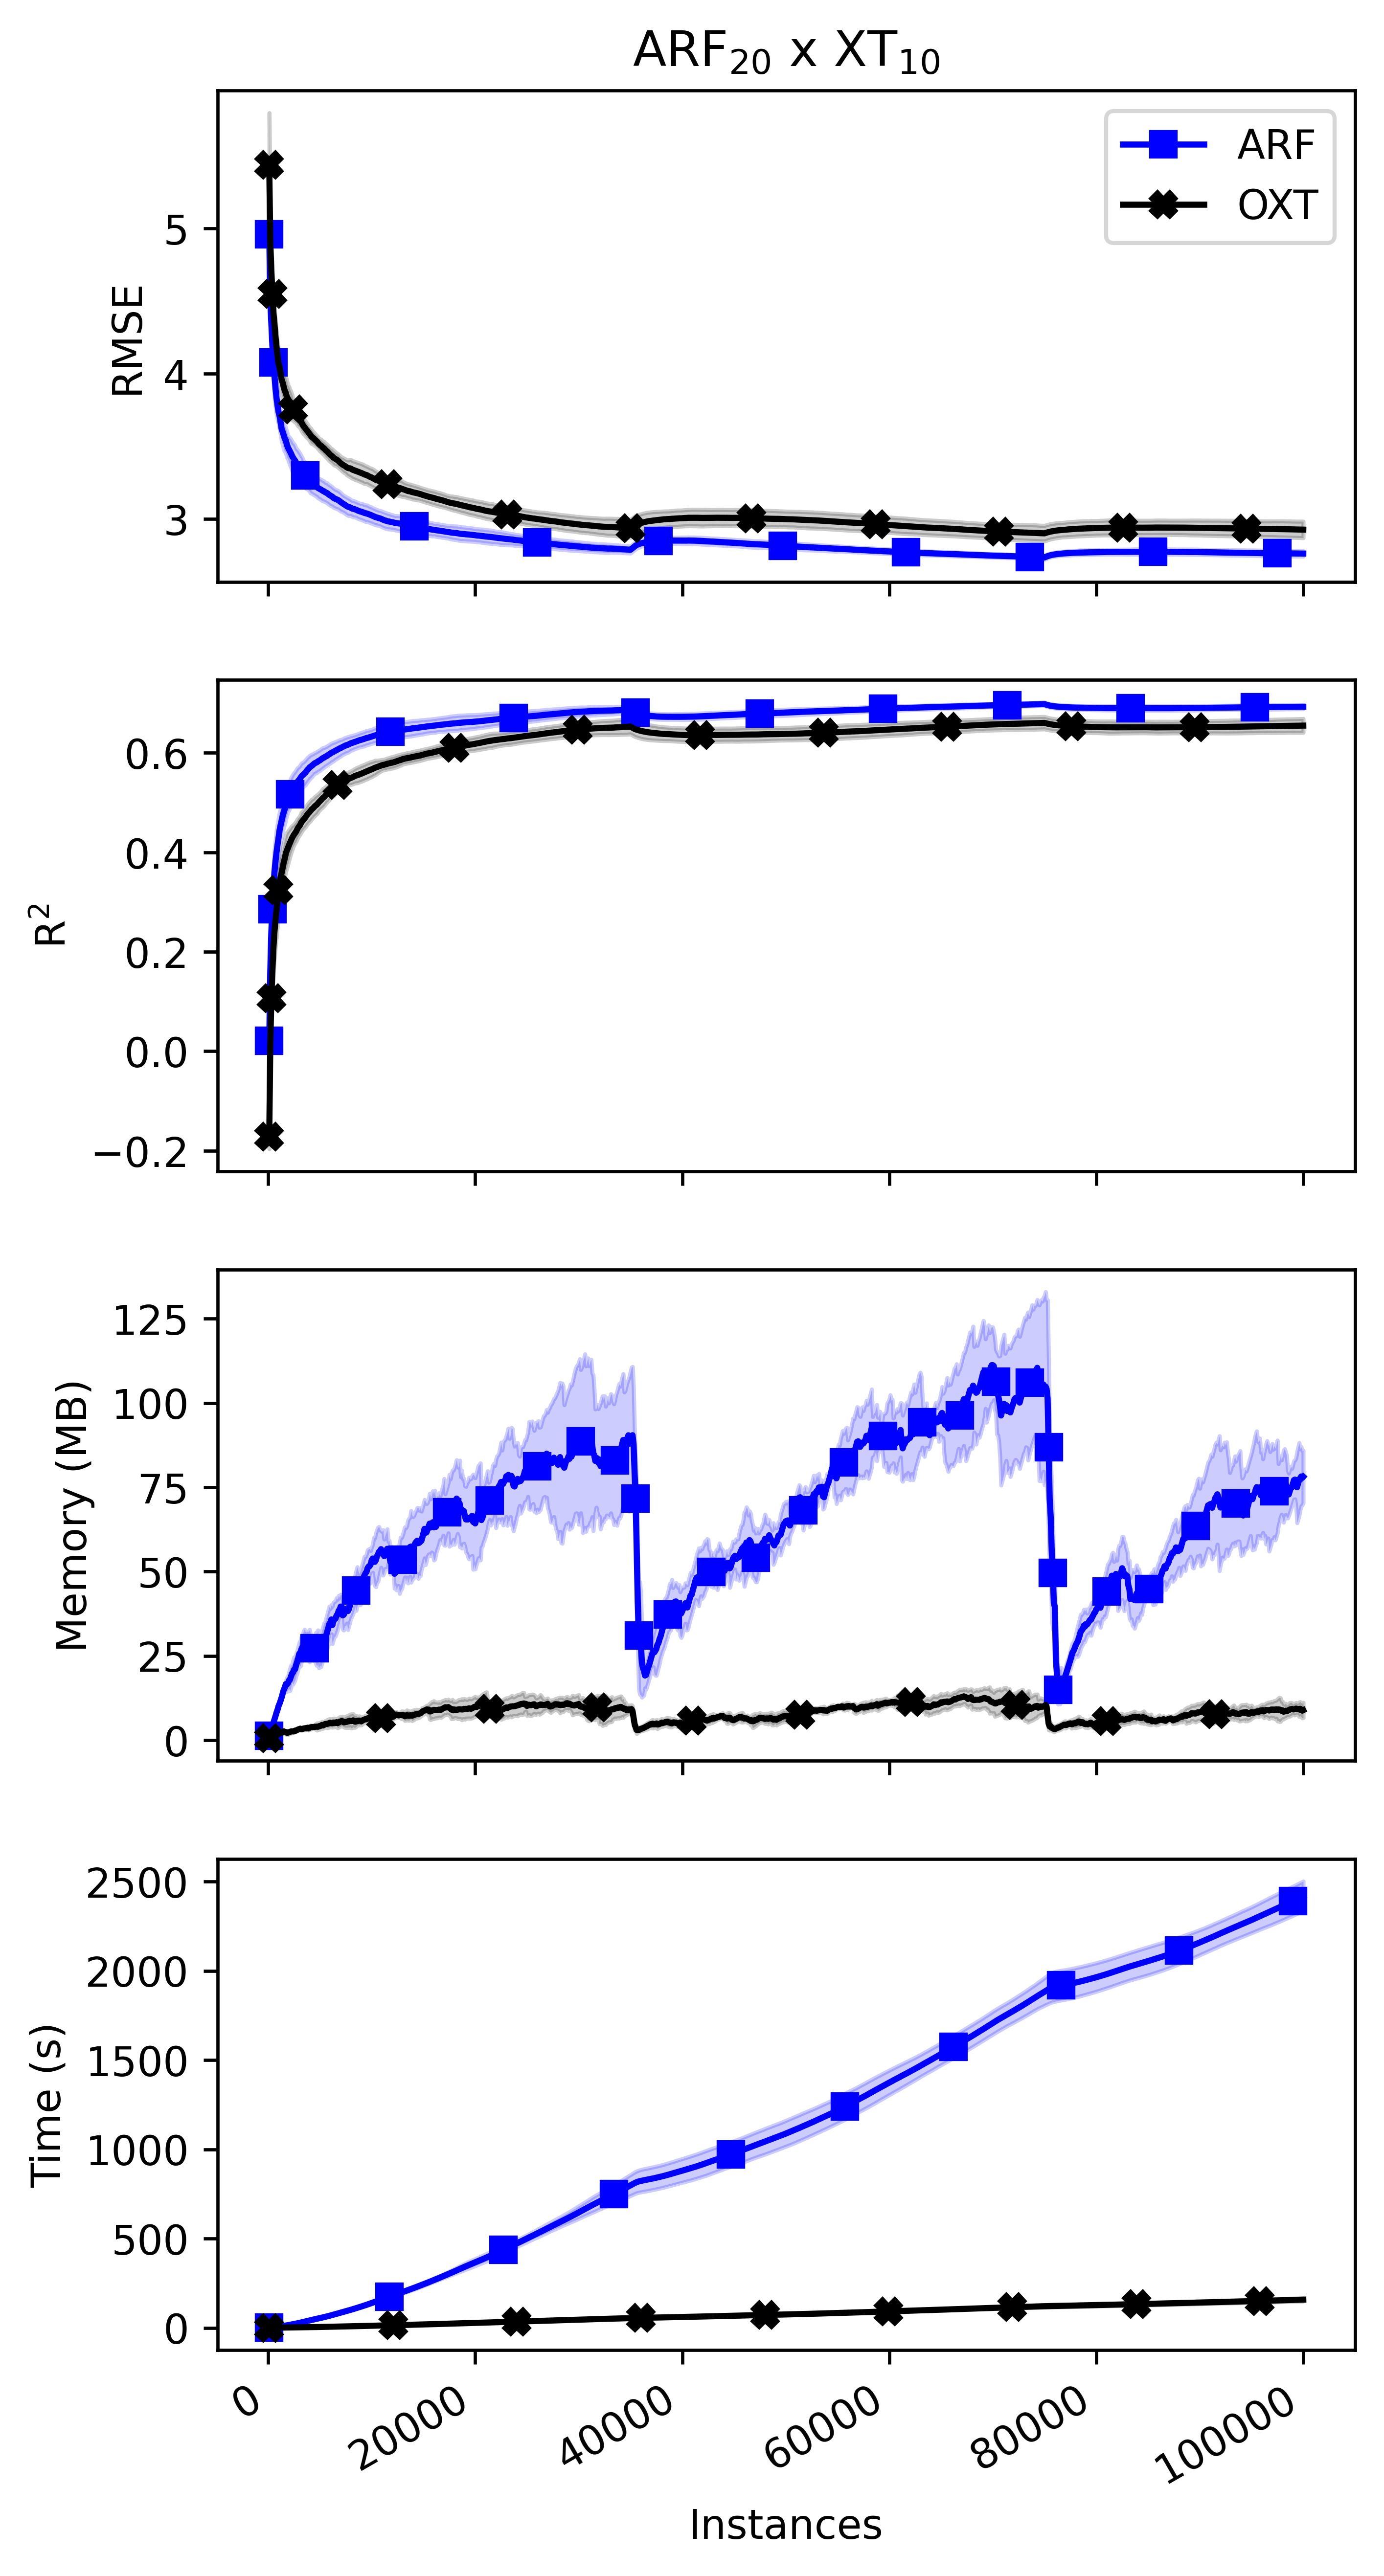 ARF₂₀ x XT₁₀
ARF
OXT
RMSE
5
4
3
R²
0.6
0.4
0.2
0.0
−0.2
Memory (MB)
125
100
75
50
25
0
Time (s)
2500
2000
1500
1000
500
0
0 20000 40000 60000 80000 100000
Instances